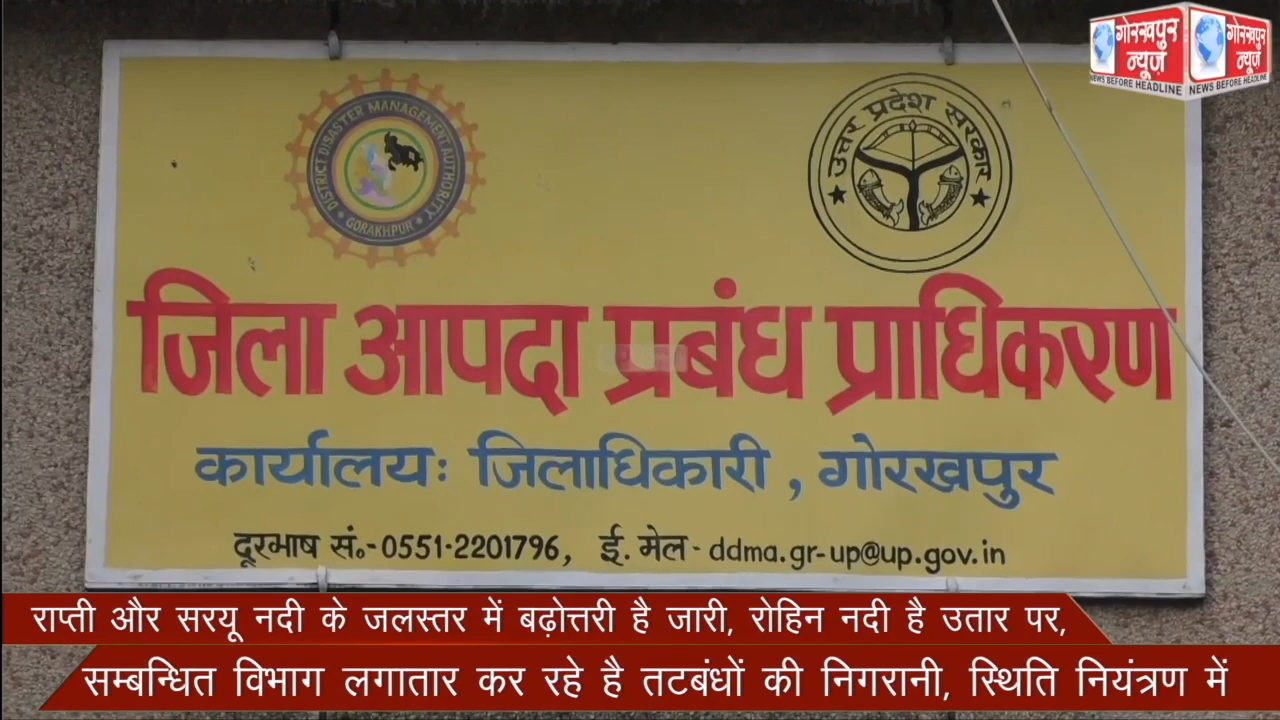 गोरखपुर न्यूज़ गोरखपुर न्यूज़
NEWS BEFORE HEADLINE NEWS BEFORE HEADLINE
DISTRICT DISASTER MANAGEMENT AUTHORITY
GORAKHPUR
उत्तर प्रदेश सरकार
जिला आपदा प्रबंध प्राधिकरण
कार्यालयः जिलाधिकारी, गोरखपुर
दूरभाष सं॰-0551-2201796, ई. मेल- ddma.gr-up@up.gov.in
राप्ती और सरयू नदी के जलस्तर में बढ़ोत्तरी है जारी, रोहिन नदी है उतार पर,
सम्बन्धित विभाग लगातार कर रहे है तटबंधों की निगरानी, स्थिति नियंत्रण में